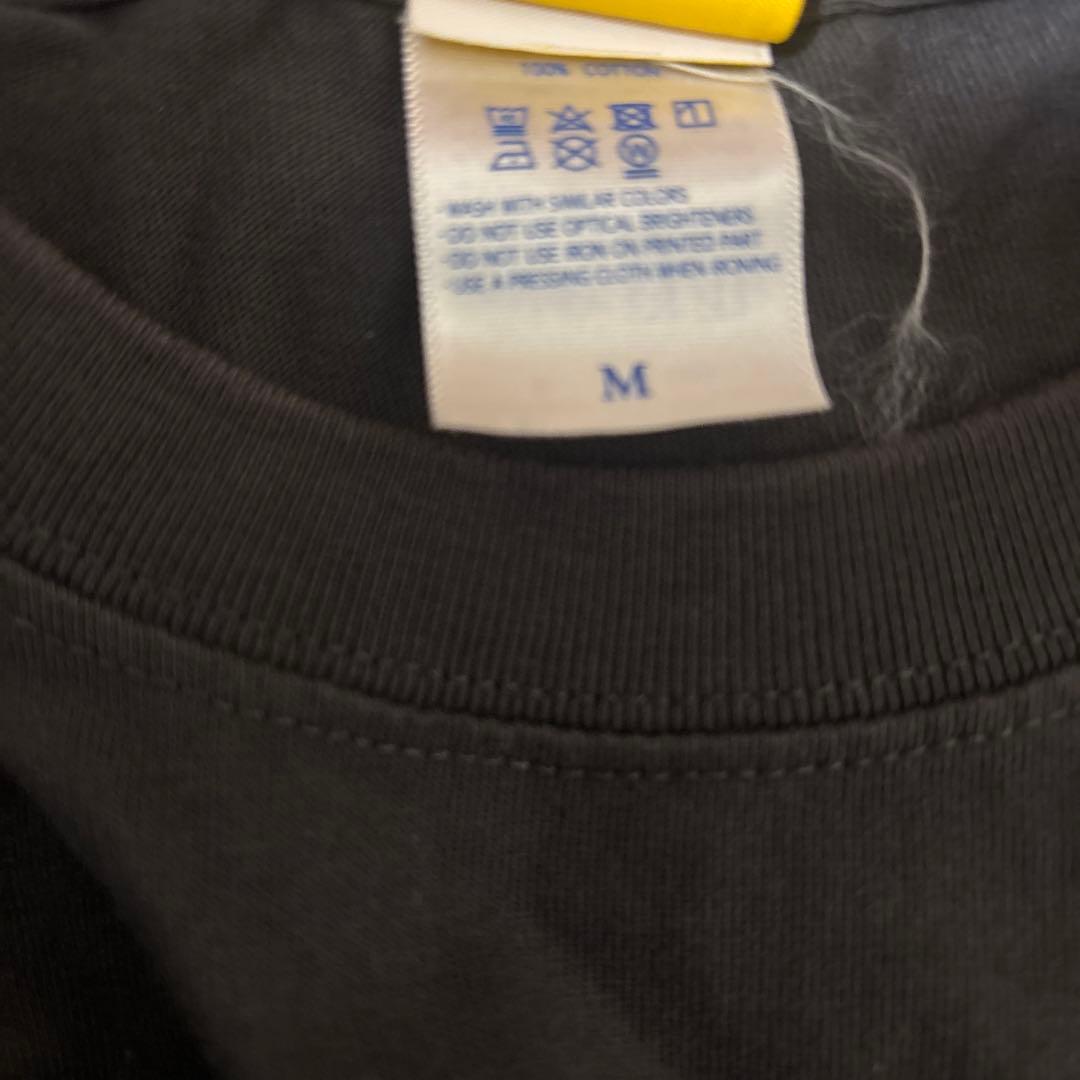 100% COTTON
·WASH WITH SIMILAR COLORS
·DO NOT USE OPTICAL BRIGHTENERS
·DO NOT USE IRON ON PRINTED PART
·USE A PRESSING CLOTH WHEN IRONING
M